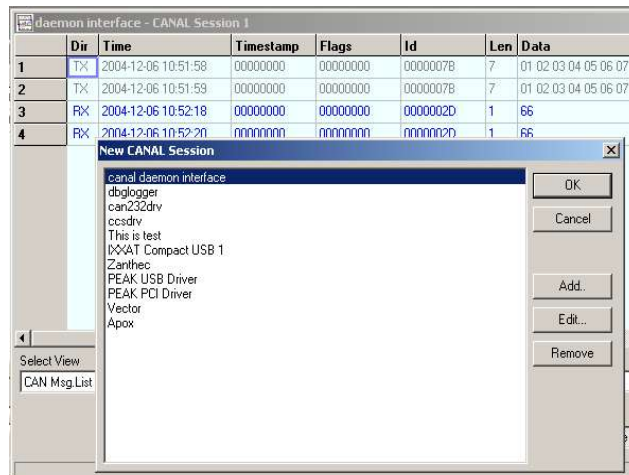 daemon interface - CANAL Session 1
Dir Time Timestamp Flags Id Len Data
1 TX 2004-12-06 10:51:58 00000000 00000000 0000007B 7 01 02 03 04 05 06 07
2 TX 2004-12-06 10:51:59 00000000 00000000 0000007B 7 01 02 03 04 05 06 07
3 RX 2004-12-06 10:52:18 00000000 00000000 0000002D 1 66
4 RX 2004-12-06 10:52:20 00000000 00000000 0000002D 1 66
New CANAL Session
canal daemon interface
dbglogger
can232drv
ccsdrv
This is test
IXXAT Compact USB 1
Zanthec
PEAK USB Driver
PEAK PCI Driver
Vector
Apox
OK
Cancel
Add..
Edit...
Remove
Select View
CAN Msg.List